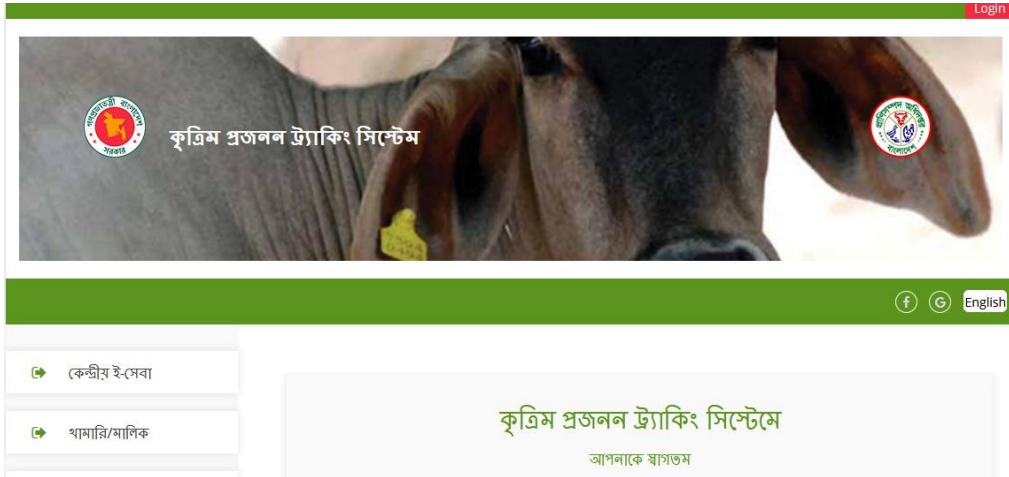 Login
কৃত্রিম প্রজনন ট্র্যাকিং সিস্টেম
English
কেন্দ্রীয় ই-সেবা
খামারি/মালিক
কৃত্রিম প্রজনন ট্র্যাকিং সিস্টেমে
আপনাকে স্বাগতম